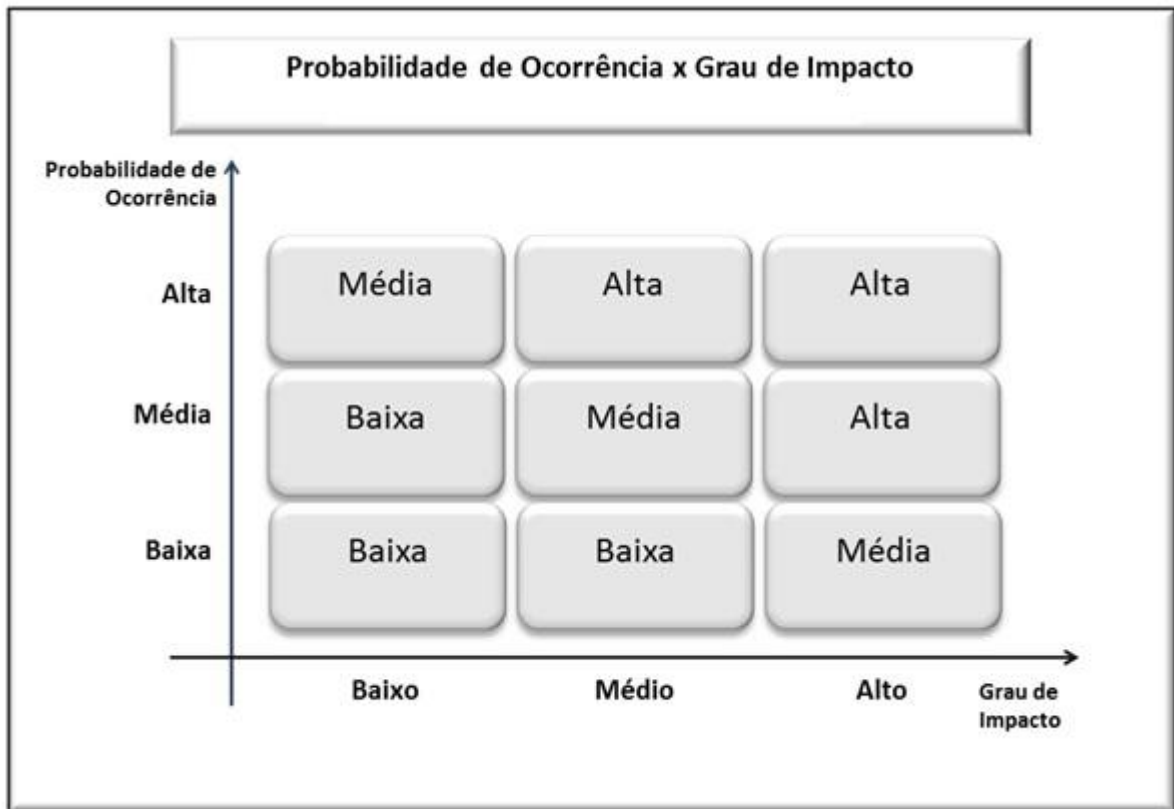 Probabilidade de Ocorrência x Grau de Impacto
Probabilidade de
Ocorrência
Alta
Média
Alta
Alta
Média
Baixa
Média
Alta
Baixa
Baixa
Baixa
Média
Baixo
Médio
Alto
Grau de
Impacto